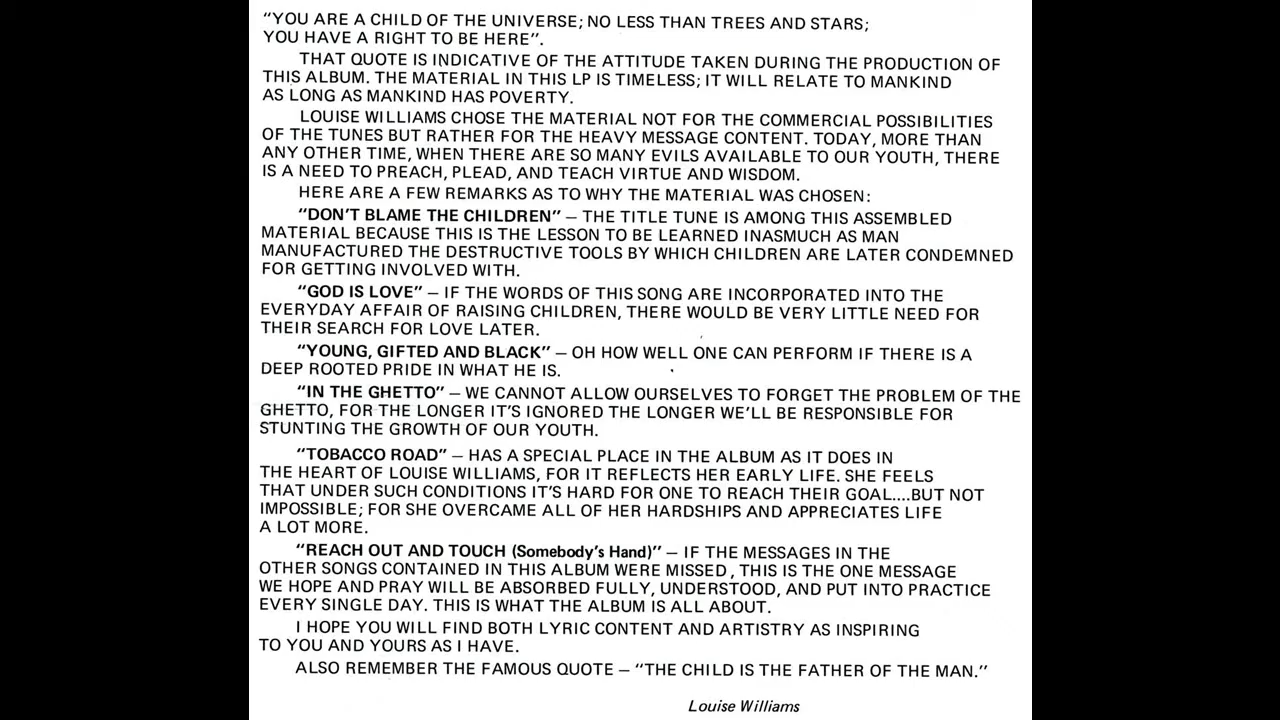 "YOU ARE A CHILD OF THE UNIVERSE; NO LESS THAN TREES AND STARS;
YOU HAVE A RIGHT TO BE HERE".
THAT QUOTE IS INDICATIVE OF THE ATTITUDE TAKEN DURING THE PRODUCTION OF
THIS ALBUM. THE MATERIAL IN THIS LP IS TIMELESS; IT WILL RELATE TO MANKIND
AS LONG AS MANKIND HAS POVERTY.
LOUISE WILLIAMS CHOSE THE MATERIAL NOT FOR THE COMMERCIAL POSSIBILITIES
OF THE TUNES BUT RATHER FOR THE HEAVY MESSAGE CONTENT. TODAY, MORE THAN
ANY OTHER TIME, WHEN THERE ARE SO MANY EVILS AVAILABLE TO OUR YOUTH, THERE
IS A NEED TO PREACH, PLEAD, AND TEACH VIRTUE AND WISDOM.
HERE ARE A FEW REMARKS AS TO WHY THE MATERIAL WAS CHOSEN:
"DON'T BLAME THE CHILDREN" – THE TITLE TUNE IS AMONG THIS ASSEMBLED
MATERIAL BECAUSE THIS IS THE LESSON TO BE LEARNED INASMUCH AS MAN
MANUFACTURED THE DESTRUCTIVE TOOLS BY WHICH CHILDREN ARE LATER CONDEMNED
FOR GETTING INVOLVED WITH.
"GOD IS LOVE" – IF THE WORDS OF THIS SONG ARE INCORPORATED INTO THE
EVERYDAY AFFAIR OF RAISING CHILDREN, THERE WOULD BE VERY LITTLE NEED FOR
THEIR SEARCH FOR LOVE LATER.
"YOUNG, GIFTED AND BLACK" – OH HOW WELL ONE CAN PERFORM IF THERE IS A
DEEP ROOTED PRIDE IN WHAT HE IS.
"IN THE GHETTO" – WE CANNOT ALLOW OURSELVES TO FORGET THE PROBLEM OF THE
GHETTO, FOR THE LONGER IT'S IGNORED THE LONGER WE'LL BE RESPONSIBLE FOR
STUNTING THE GROWTH OF OUR YOUTH.
"TOBACCO ROAD" – HAS A SPECIAL PLACE IN THE ALBUM AS IT DOES IN
THE HEART OF LOUISE WILLIAMS, FOR IT REFLECTS HER EARLY LIFE. SHE FEELS
THAT UNDER SUCH CONDITIONS IT'S HARD FOR ONE TO REACH THEIR GOAL....BUT NOT
IMPOSSIBLE; FOR SHE OVERCAME ALL OF HER HARDSHIPS AND APPRECIATES LIFE
A LOT MORE.
"REACH OUT AND TOUCH (Somebody's Hand)" – IF THE MESSAGES IN THE
OTHER SONGS CONTAINED IN THIS ALBUM WERE MISSED, THIS IS THE ONE MESSAGE
WE HOPE AND PRAY WILL BE ABSORBED FULLY, UNDERSTOOD, AND PUT INTO PRACTICE
EVERY SINGLE DAY. THIS IS WHAT THE ALBUM IS ALL ABOUT.
I HOPE YOU WILL FIND BOTH LYRIC CONTENT AND ARTISTRY AS INSPIRING
TO YOU AND YOURS AS I HAVE.
ALSO REMEMBER THE FAMOUS QUOTE – "THE CHILD IS THE FATHER OF THE MAN."
Louise Williams